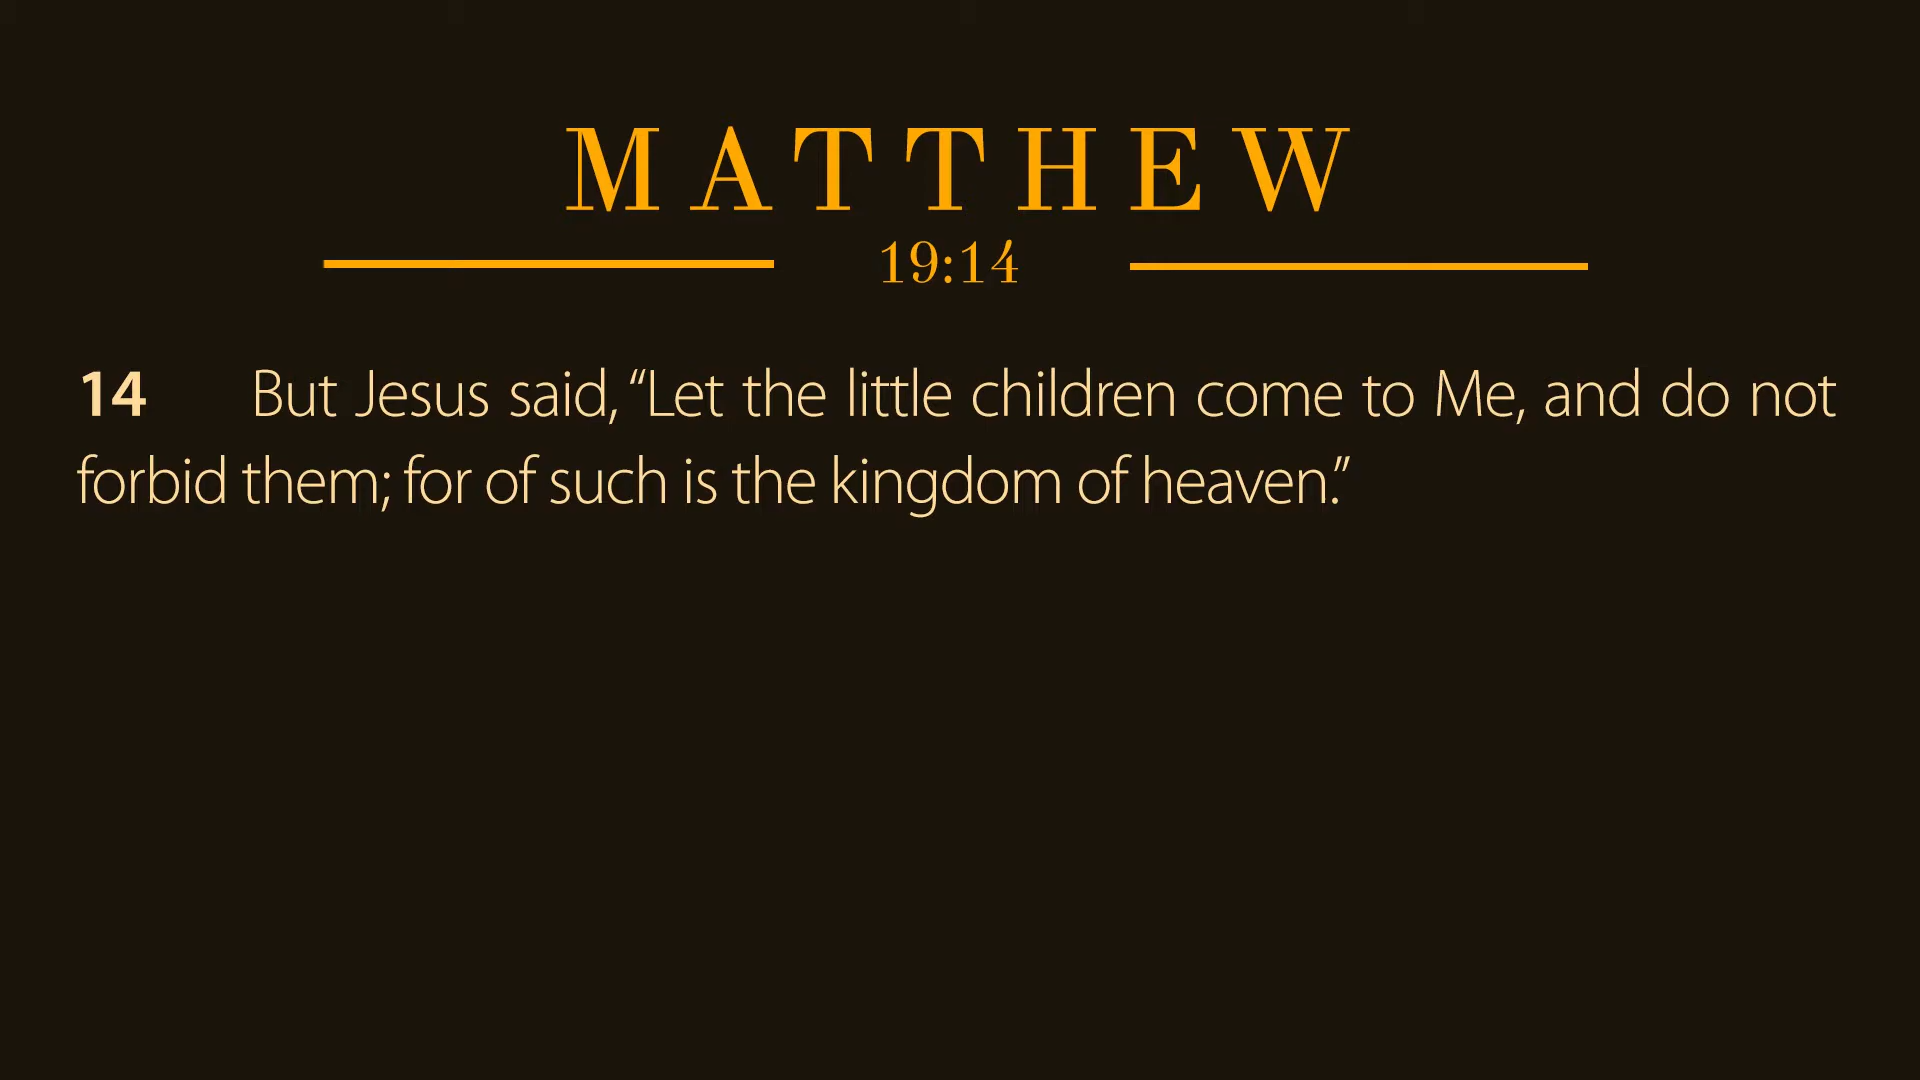 MATTHEW
19:14
14 But Jesus said, “Let the little children come to Me, and do not
forbid them; for of such is the kingdom of heaven.”